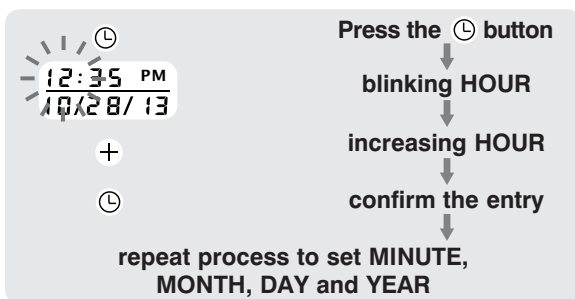 Press the button
12:35 PM
10/28/13
blinking HOUR
+
increasing HOUR
confirm the entry
repeat process to set MINUTE,
MONTH, DAY and YEAR